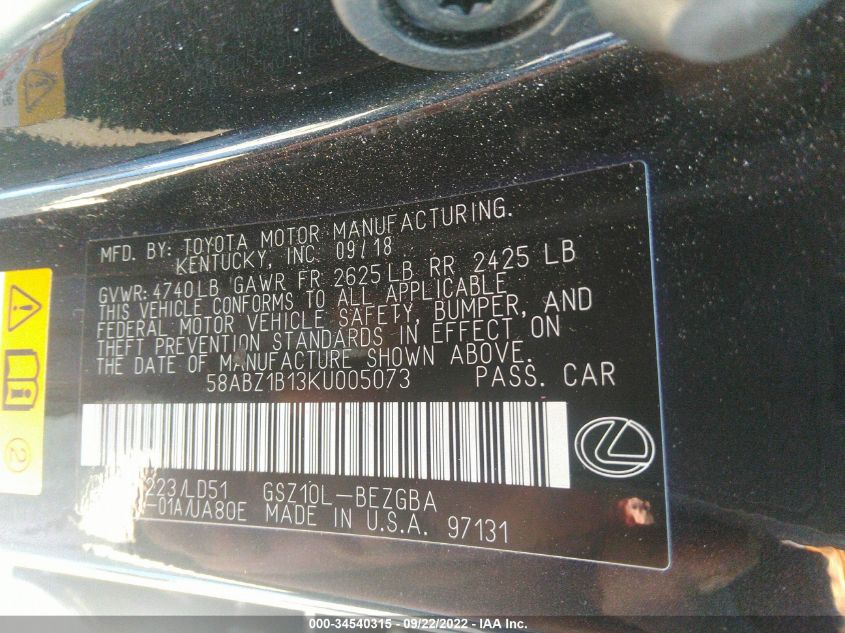 MFD. BY: TOYOTA MOTOR MANUFACTURING.
KENTUCKY, INC. 09/18
GVWR: 4740LB GAWR FR 2625LB RR 2425 LB
THIS VEHICLE CONFORMS TO ALL APPLICABLE
FEDERAL MOTOR VEHICLE SAFETY, BUMPER, AND
THEFT PREVENTION STANDARDS IN EFFECT ON
THE DATE OF MANUFACTURE SHOWN ABOVE.
58ABZ1B13KU005073 PASS. CAR
223/LD51 GSZ10L-BEZGBA
-01A/UA80E MADE IN U.S.A. 97131
2
000-34540315 - 09/22/2022 - IAA Inc.